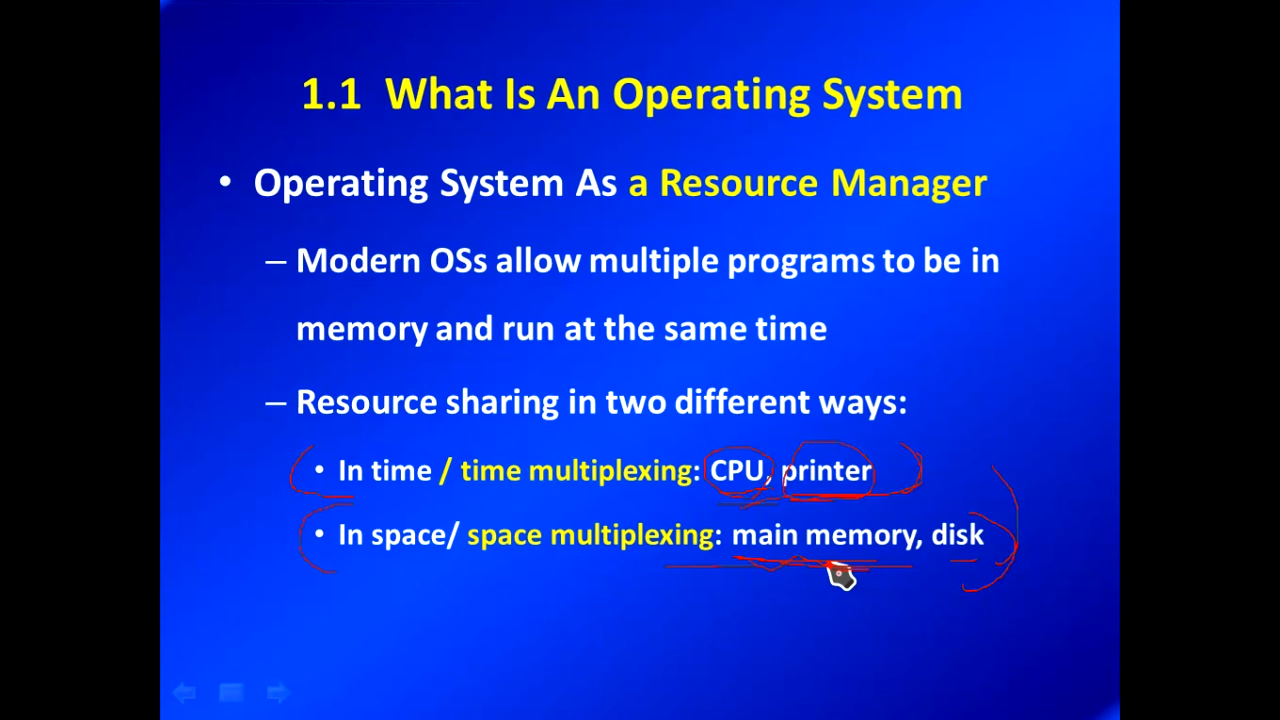 1.1 What Is An Operating System
• Operating System As a Resource Manager
– Modern OSs allow multiple programs to be in
memory and run at the same time
– Resource sharing in two different ways:
• In time / time multiplexing: CPU, printer
• In space/ space multiplexing: main memory, disk